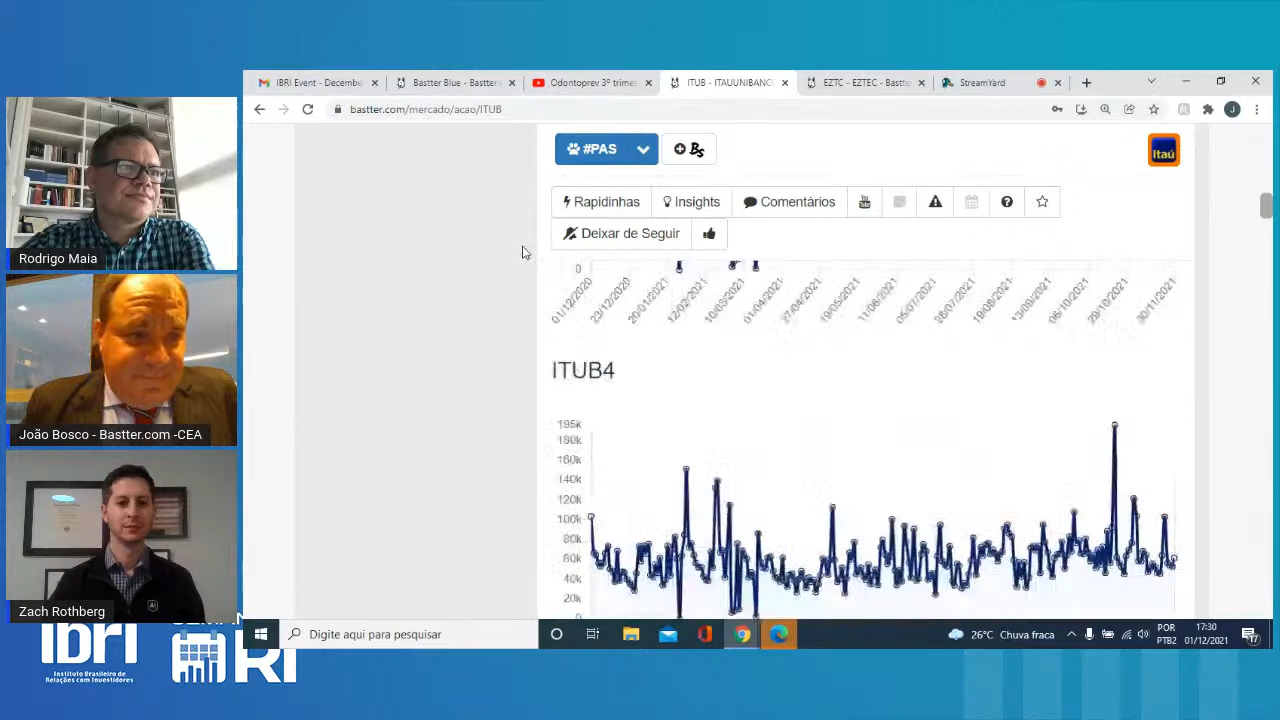 IBRI Event - Decembe
Bastter Blue - Bastter
Odontoprev 3º trimes
ITUB - ITAUUNIBANC
EZTC - EZTEC - Bastte
StreamYard
bastter.com/mercado/acao/ITUB
J
#PAS
Bs
Itaú
Rapidinhas
Insights
Comentários
Deixar de Seguir
0
01/12/2020
23/12/2020
20/01/2021
12/02/2021
10/03/2021
01/04/2021
27/04/2021
19/05/2021
11/06/2021
05/07/2021
28/07/2021
19/08/2021
13/09/2021
06/10/2021
29/10/2021
30/11/2021
ITUB4
195k
180k
160k
140k
120k
100k
80k
60k
40k
20k
0
Rodrigo Maia
João Bosco - Bastter.com -CEA
Zach Rothberg
Digite aqui para pesquisar
26°C Chuva fraca
POR
PTB2
17:30
01/12/2021
17
IBRI
Instituto Brasileiro de
Relações com Investidores
RI